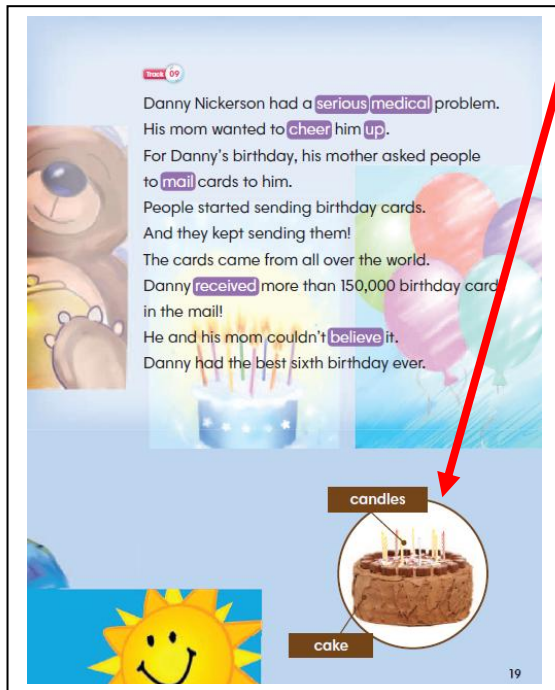 Track 09
Danny Nickerson had a serious medical problem.
His mom wanted to cheer him up.
For Danny's birthday, his mother asked people
to mail cards to him.
People started sending birthday cards.
And they kept sending them!
The cards came from all over the world.
Danny received more than 150,000 birthday card
in the mail!
He and his mom couldn't believe it.
Danny had the best sixth birthday ever.
candles
cake
19